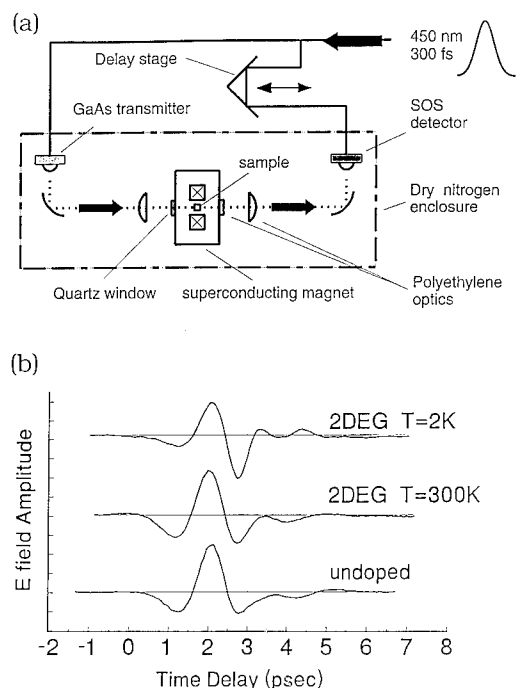 (a)
450 nm
300 fs
Delay stage
GaAs transmitter
SOS
detector
sample
Dry nitrogen
enclosure
Quartz window
superconducting magnet
Polyethylene
optics
(b)
E field Amplitude
2DEG T=2K
2DEG T=300K
undoped
-2 -1 0 1 2 3 4 5 6 7 8
Time Delay (psec)